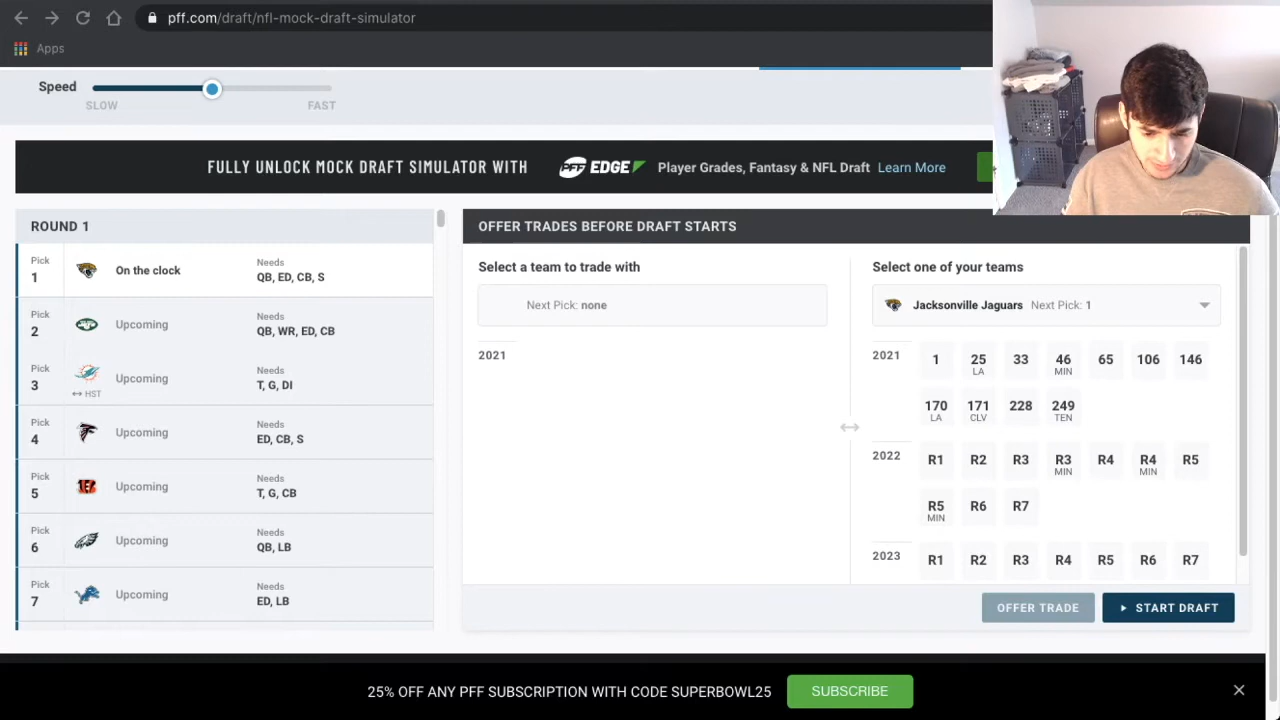 pff.com/draft/nfl-mock-draft-simulator
Apps
Speed
SLOW FAST
FULLY UNLOCK MOCK DRAFT SIMULATOR WITH PFF EDGE Player Grades, Fantasy & NFL Draft Learn More
ROUND 1
Pick 1 On the clock Needs QB, ED, CB, S
Pick 2 Upcoming Needs QB, WR, ED, CB
Pick 3 HST Upcoming Needs T, G, DI
Pick 4 Upcoming Needs ED, CB, S
Pick 5 Upcoming Needs T, G, CB
Pick 6 Upcoming Needs QB, LB
Pick 7 Upcoming Needs ED, LB
OFFER TRADES BEFORE DRAFT STARTS
Select a team to trade with
Next Pick: none
2021
Select one of your teams
Jacksonville Jaguars Next Pick: 1
2021 1 25 33 46 65 106 146
LA MIN
170 171 228 249
LA CLV TEN
2022 R1 R2 R3 R3 R4 R4 R5
MIN MIN
R5 R6 R7
MIN
2023 R1 R2 R3 R4 R5 R6 R7
OFFER TRADE START DRAFT
25% OFF ANY PFF SUBSCRIPTION WITH CODE SUPERBOWL25 SUBSCRIBE